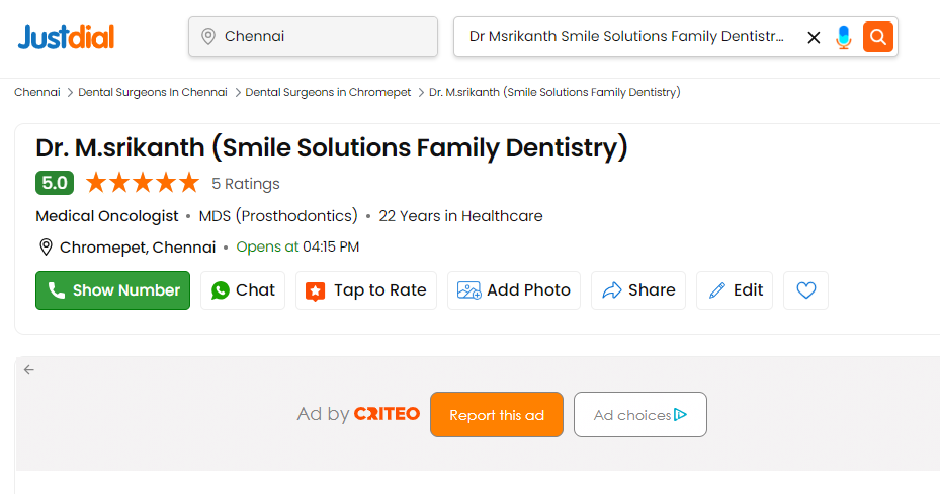 Justdial
Chennai
Dr Msrikanth Smile Solutions Family Dentistr...
Chennai > Dental Surgeons In Chennai > Dental Surgeons in Chromepet > Dr. M.srikanth (Smile Solutions Family Dentistry)
Dr. M.srikanth (Smile Solutions Family Dentistry)
5.0 5 Ratings
Medical Oncologist • MDS (Prosthodontics) • 22 Years in Healthcare
Chromepet, Chennai • Opens at 04:15 PM
Show Number Chat Tap to Rate Add Photo Share Edit
Ad by CRITEO Report this ad Ad choices